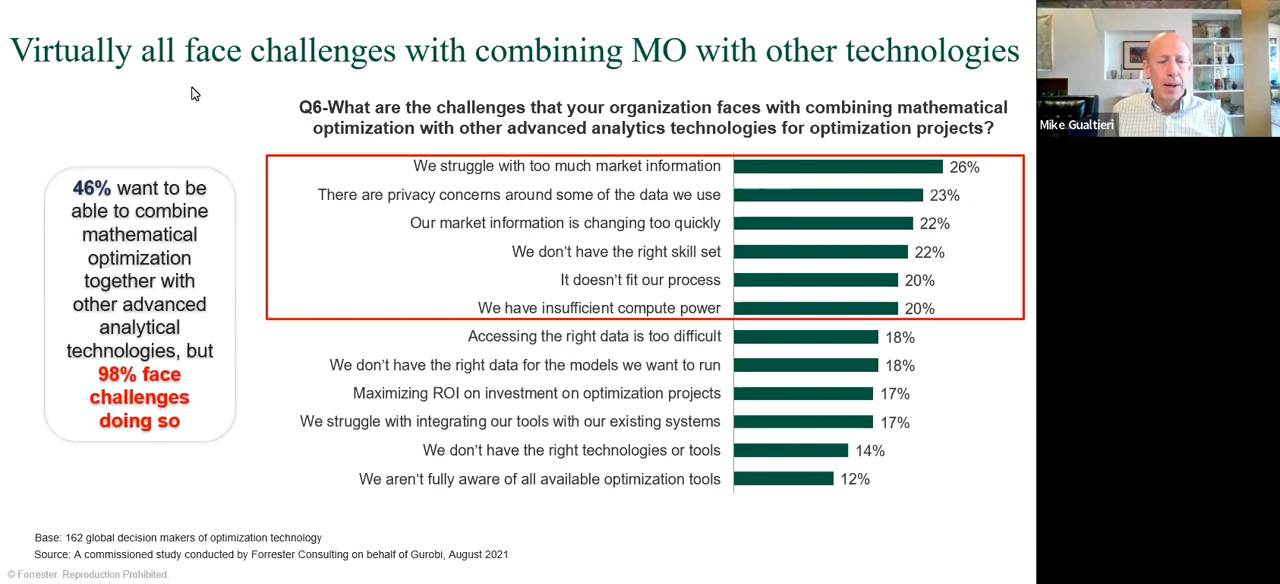 Virtually all face challenges with combining MO with other technologies
Mike Gualtieri
Q6-What are the challenges that your organization faces with combining mathematical
optimization with other advanced analytics technologies for optimization projects?
46% want to be
able to combine
mathematical
optimization
together with
other advanced
analytical
technologies, but
98% face
challenges
doing so
We struggle with too much market information 26%
There are privacy concerns around some of the data we use 23%
Our market information is changing too quickly 22%
We don't have the right skill set 22%
It doesn't fit our process 20%
We have insufficient compute power 20%
Accessing the right data is too difficult 18%
We don't have the right data for the models we want to run 18%
Maximizing ROI on investment on optimization projects 17%
We struggle with integrating our tools with our existing systems 17%
We don't have the right technologies or tools 14%
We aren't fully aware of all available optimization tools 12%
Base: 162 global decision makers of optimization technology
Source: A commissioned study conducted by Forrester Consulting on behalf of Gurobi, August 2021
© Forrester. Reproduction Prohibited.